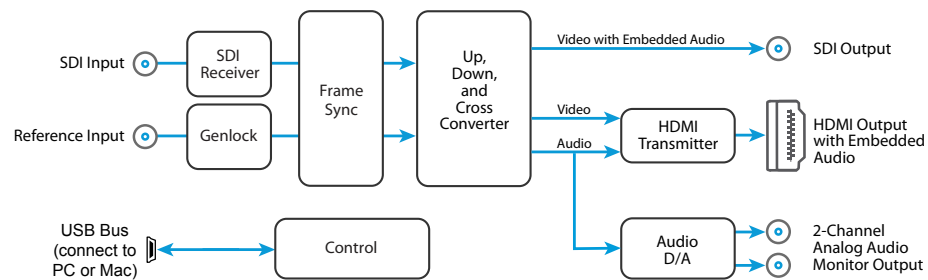 SDI Input
SDI
Receiver
Reference Input
Genlock
Frame
Sync
Up,
Down,
and
Cross
Converter
Video with Embedded Audio
SDI Output
Video
Audio
HDMI
Transmitter
HDMI Output
with Embedded
Audio
USB Bus
(connect to
PC or Mac)
Control
Audio
D/A
2-Channel
Analog Audio
Monitor Output